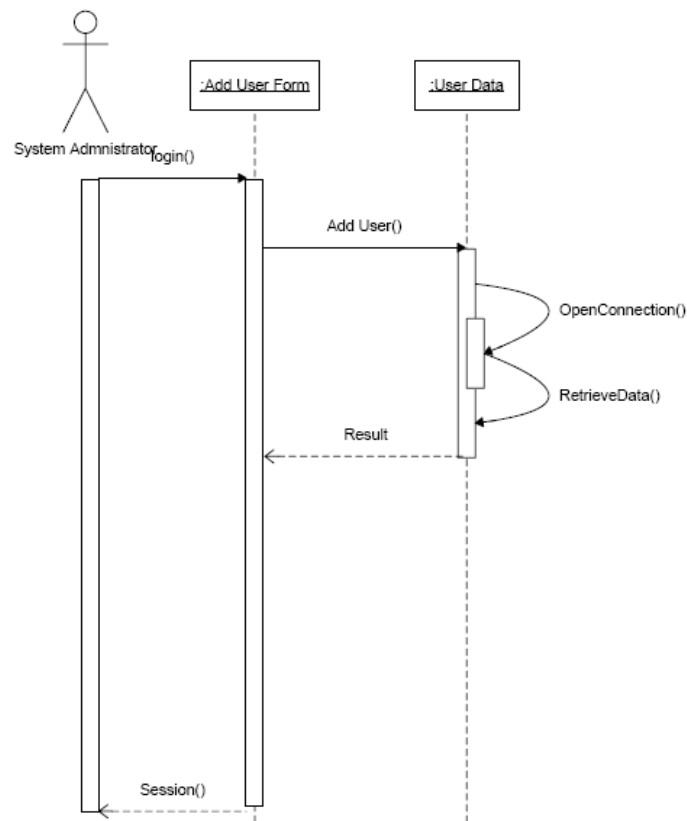 :Add User Form
:User Data
System Admnistrator
login()
Add User()
OpenConnection()
RetrieveData()
Result
Session()